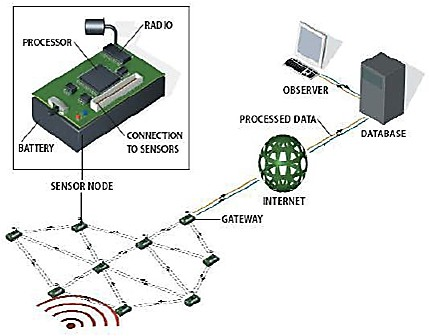 RADIO
PROCESSOR
BATTERY
CONNECTION
TO SENSORS
SENSOR NODE
OBSERVER
PROCESSED DATA
DATABASE
INTERNET
GATEWAY